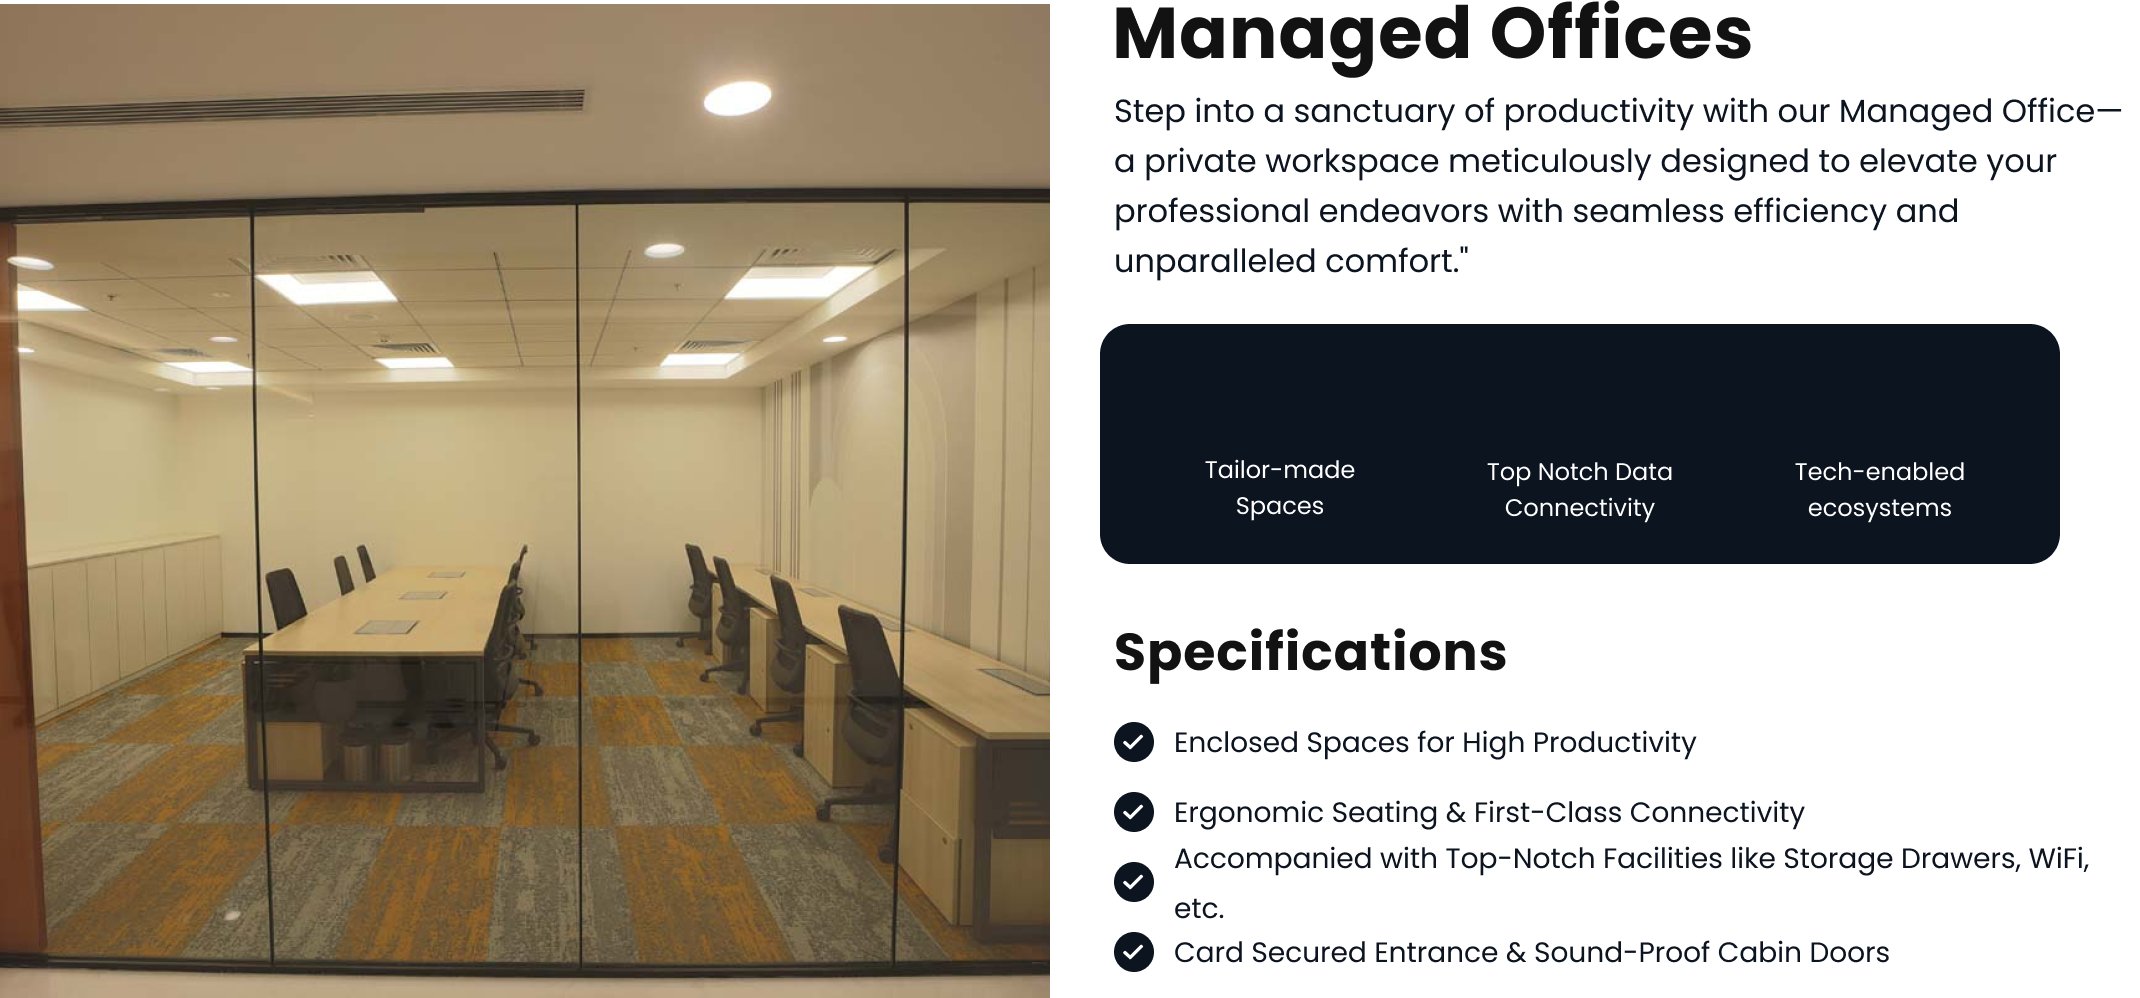 Managed Offices
Step into a sanctuary of productivity with our Managed Office—
a private workspace meticulously designed to elevate your
professional endeavors with seamless efficiency and
unparalleled comfort."
Tailor-made
Spaces
Top Notch Data
Connectivity
Tech-enabled
ecosystems
Specifications
Enclosed Spaces for High Productivity
Ergonomic Seating & First-Class Connectivity
Accompanied with Top-Notch Facilities like Storage Drawers, WiFi,
etc.
Card Secured Entrance & Sound-Proof Cabin Doors